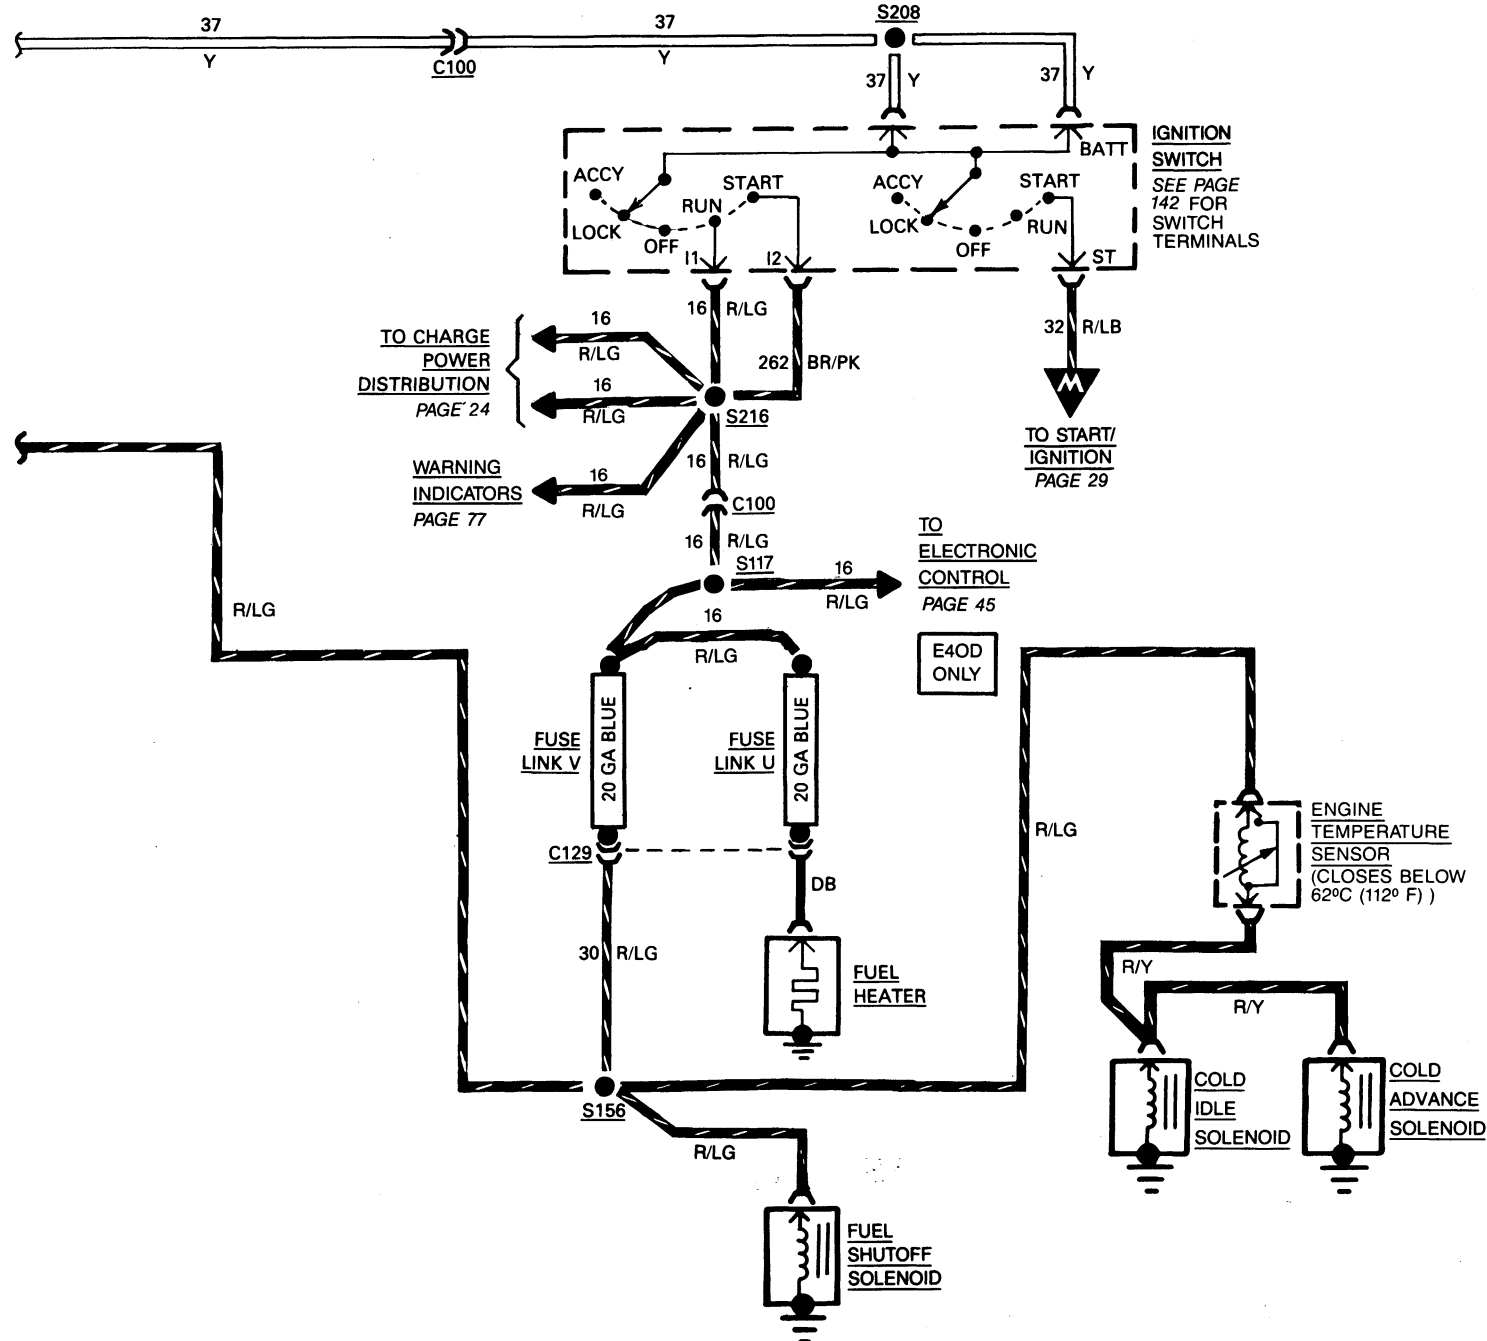 37
Y
C100
37
Y
S208
37
Y
37
Y
BATT
IGNITION
SWITCH
SEE PAGE
142 FOR
SWITCH
TERMINALS
ACCY
LOCK
OFF
RUN
START
I1
I2
ACCY
LOCK
OFF
RUN
START
ST
16
R/LG
262
BR/PK
32
R/LB
M
TO START/
IGNITION
PAGE 29
TO CHARGE
POWER
DISTRIBUTION
PAGE 24
16
R/LG
16
R/LG
S216
WARNING
INDICATORS
PAGE 77
16
R/LG
16
R/LG
C100
16
R/LG
S117
16
R/LG
TO
ELECTRONIC
CONTROL
PAGE 45
E4OD
ONLY
16
R/LG
R/LG
FUSE
LINK V
20 GA BLUE
FUSE
LINK U
20 GA BLUE
C129
DB
30
R/LG
FUEL
HEATER
R/LG
ENGINE
TEMPERATURE
SENSOR
(CLOSES BELOW
62ºC (112º F) )
R/Y
R/Y
COLD
IDLE
SOLENOID
COLD
ADVANCE
SOLENOID
S156
R/LG
FUEL
SHUTOFF
SOLENOID